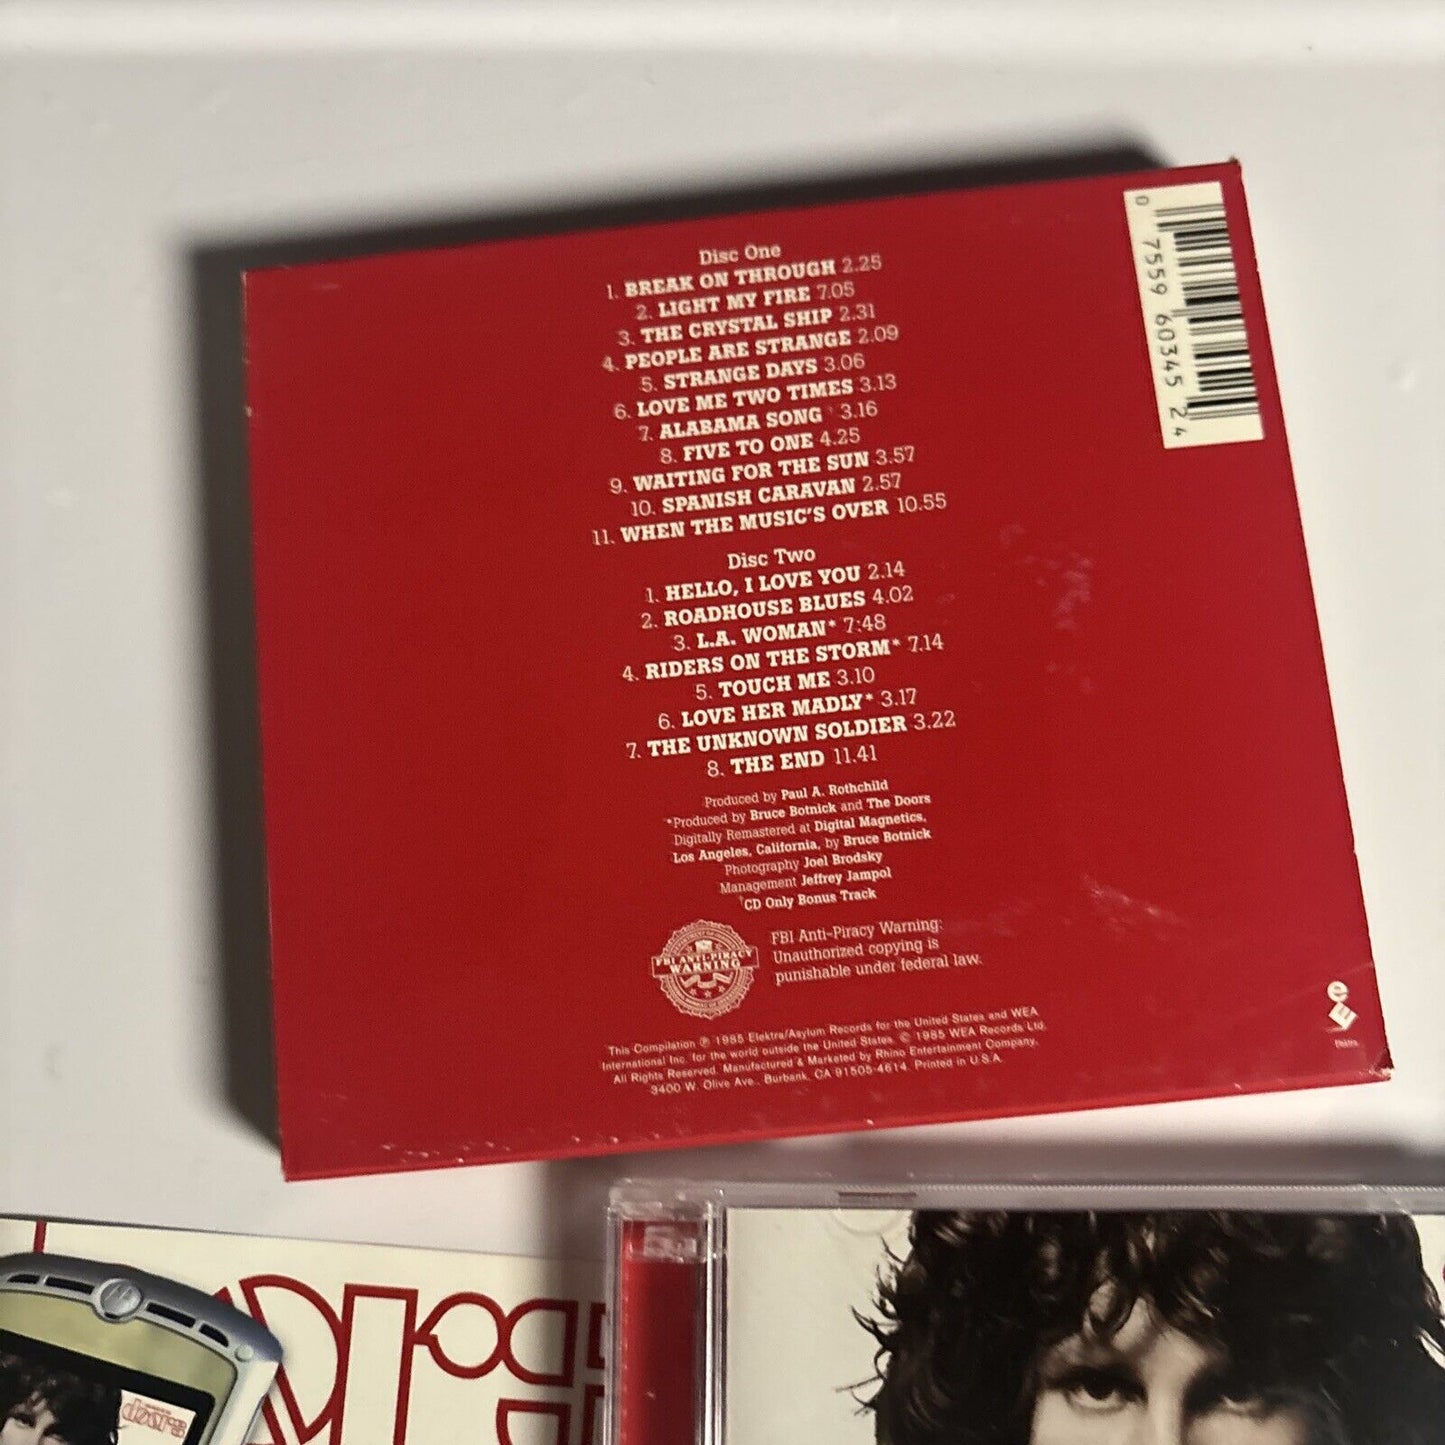 Disc One
1. BREAK ON THROUGH 2.25
2. LIGHT MY FIRE 7.05
3. THE CRYSTAL SHIP 2.31
4. PEOPLE ARE STRANGE 2.09
5. STRANGE DAYS 3.06
6. LOVE ME TWO TIMES 3.13
7. ALABAMA SONG † 3.16
8. FIVE TO ONE 4.25
9. WAITING FOR THE SUN 3.57
10. SPANISH CARAVAN 2.57
11. WHEN THE MUSIC'S OVER 10.55
Disc Two
1. HELLO, I LOVE YOU 2.14
2. ROADHOUSE BLUES 4.02
3. L.A. WOMAN* 7:48
4. RIDERS ON THE STORM* 7.14
5. TOUCH ME 3.10
6. LOVE HER MADLY* 3.17
7. THE UNKNOWN SOLDIER 3.22
8. THE END 11.41
Produced by Paul A. Rothchild
*Produced by Bruce Botnick and The Doors
Digitally Remastered at Digital Magnetics,
Los Angeles, California, by Bruce Botnick
Photography Joel Brodsky
Management Jeffrey Jampol
†CD Only Bonus Track
FBI ANTI-PIRACY
WARNING
FBI Anti-Piracy Warning:
Unauthorized copying is
punishable under federal law.
This Compilation ℗ 1985 Elektra/Asylum Records for the United States and WEA
International Inc. for the world outside the United States. © 1985 WEA Records Ltd.
All Rights Reserved. Manufactured & Marketed by Rhino Entertainment Company,
3400 W. Olive Ave., Burbank, CA 91505-4614. Printed in U.S.A.
0 7559 60345 2 4
e
Elektra
doors